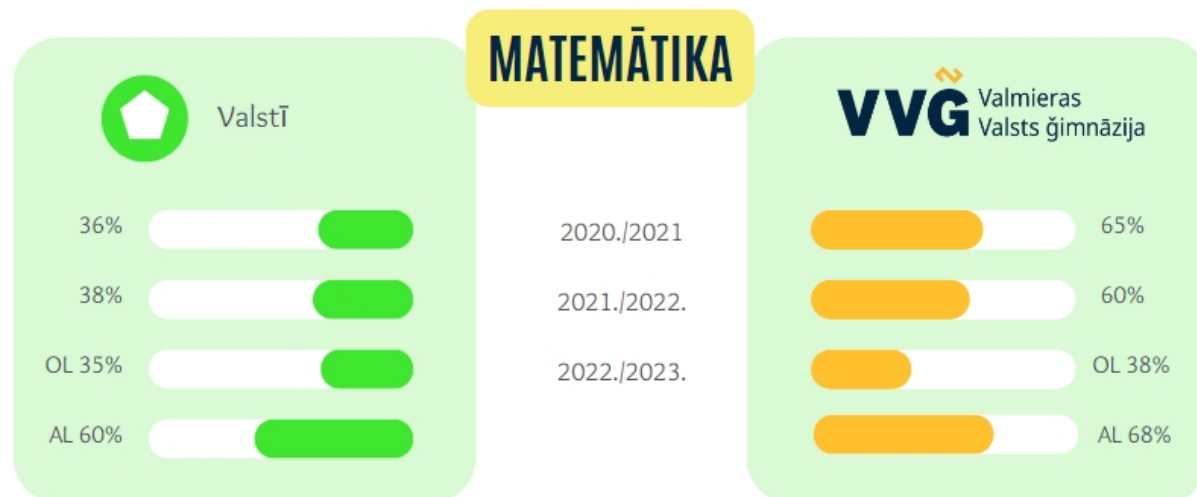 MATEMĀTIKA
Valstī
VVĢ
Valmieras
Valsts ģimnāzija
36%
2020./2021
65%
38%
2021./2022.
60%
OL 35%
2022./2023.
OL 38%
AL 60%
AL 68%